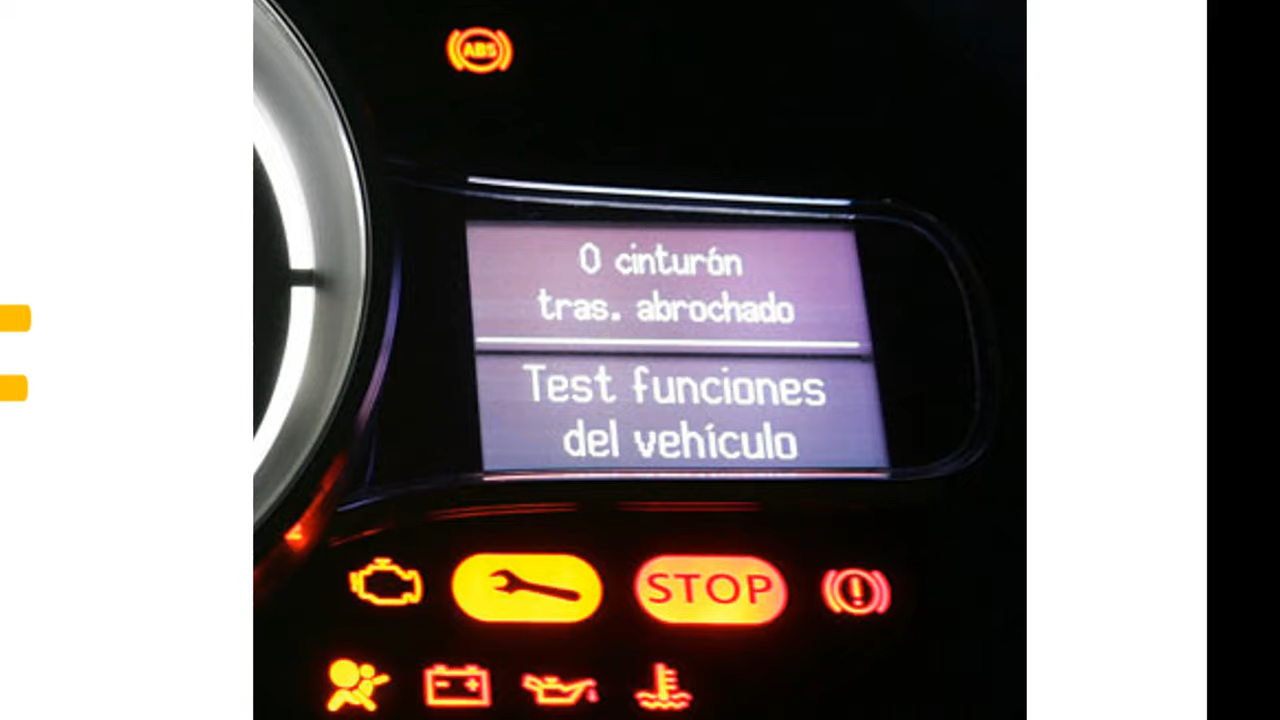 ABS
0 cinturón
tras. abrochado
Test funciones
del vehículo
STOP